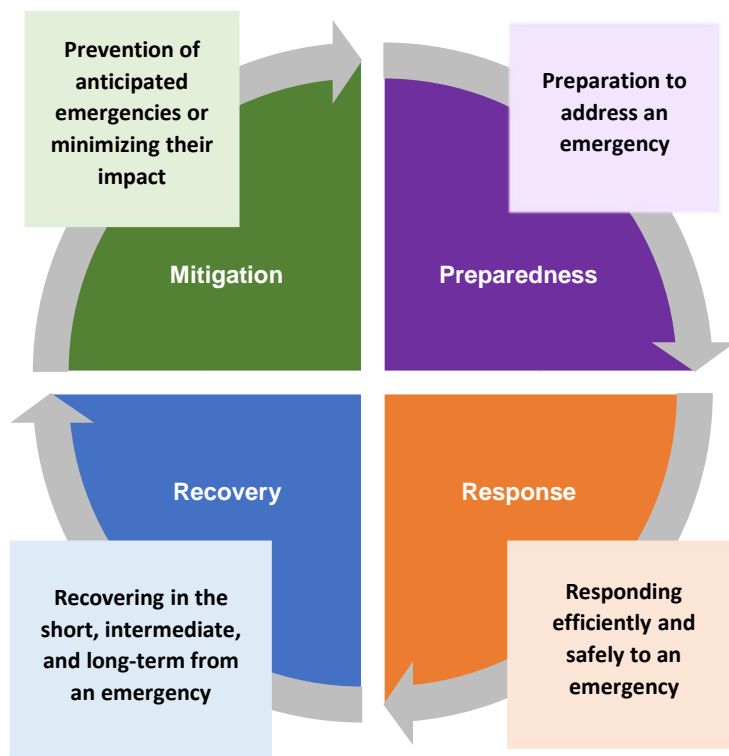 Prevention of
anticipated
emergencies or
minimizing their
impact
Preparation to
address an
emergency
Mitigation
Preparedness
Recovery
Response
Recovering in the
short, intermediate,
and long-term from
an emergency
Responding
efficiently and
safely to an
emergency